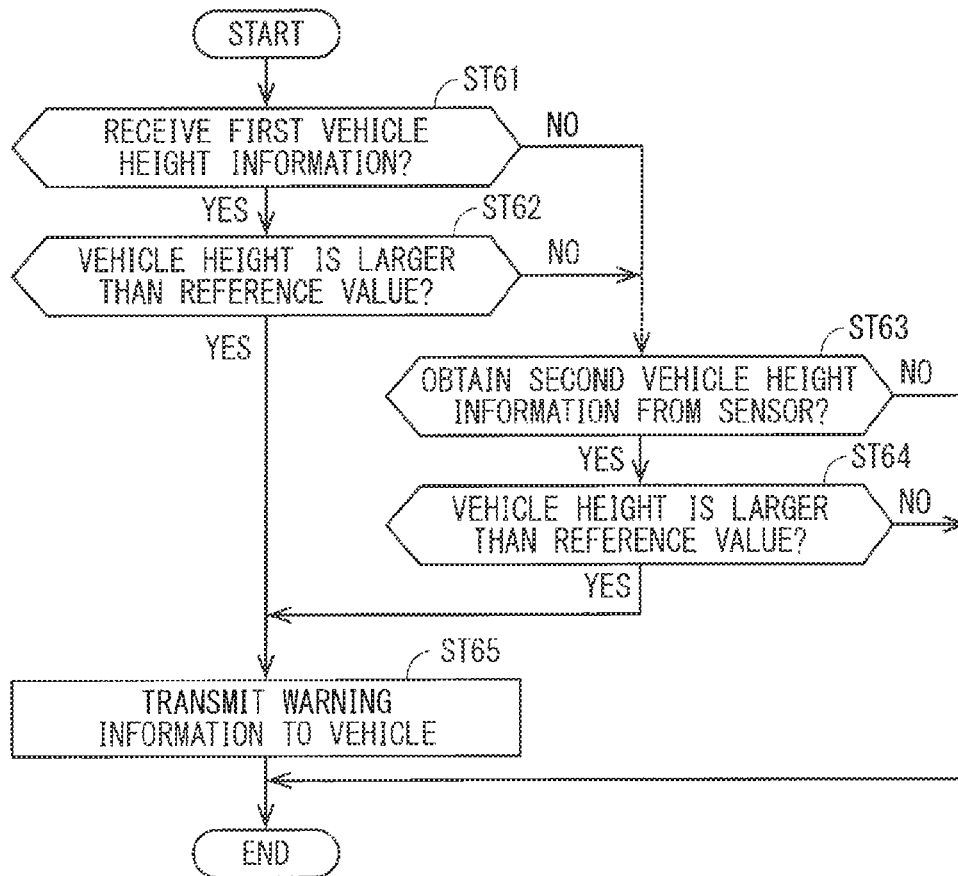 START
ST61
RECEIVE FIRST VEHICLE
HEIGHT INFORMATION?
NO
YES
ST62
VEHICLE HEIGHT IS LARGER
THAN REFERENCE VALUE?
NO
YES
ST63
OBTAIN SECOND VEHICLE HEIGHT
INFORMATION FROM SENSOR?
NO
YES
ST64
VEHICLE HEIGHT IS LARGER
THAN REFERENCE VALUE?
NO
YES
ST65
TRANSMIT WARNING
INFORMATION TO VEHICLE
END